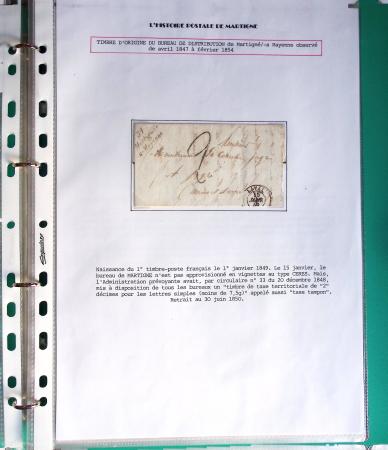 L'HISTOIRE POSTALE DE MARTIGNE
TIMBRE D'ORIGINE DU BUREAU DE DISTRIBUTION de Martigné/-s Mayenne observé
de avril 1847 à février 1854
2
LAVAL
Naissance du 1° timbre-poste français le 1° janvier 1849. Le 15 janvier, le
bureau de MARTIGNE n'est pas approvisionné en vignettes au type CERES. Mais,
l'Administration prévoyante avait, par circulaire n° 33 du 20 décembre 1848,
mis à disposition de tous les bureaux un "timbre de taxe territoriale de "2"
décimes pour les lettres simples (moins de 7,5g)" appelé aussi "taxe tampon".
Retrait au 30 juin 1850.